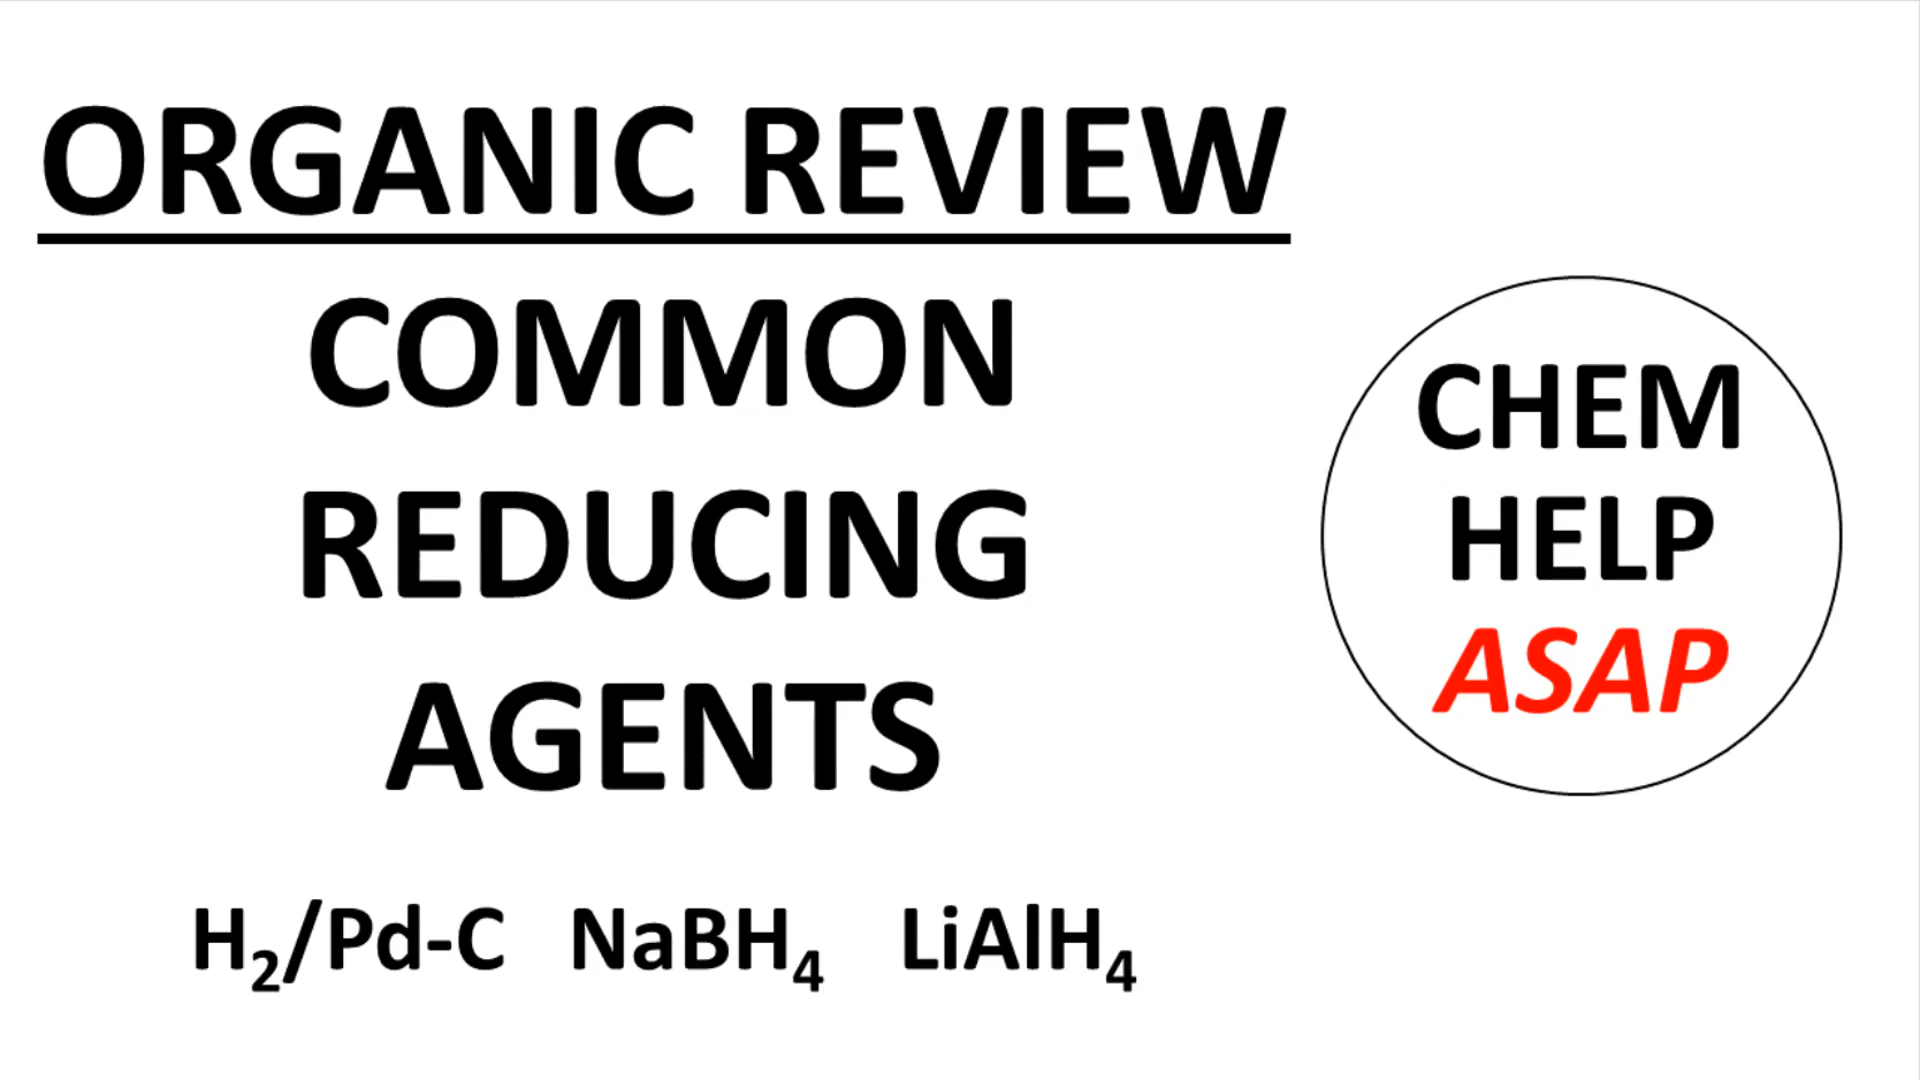 ORGANIC REVIEW
COMMON
REDUCING
AGENTS
H₂/Pd-C NaBH₄ LiAlH₄
CHEM
HELP
ASAP